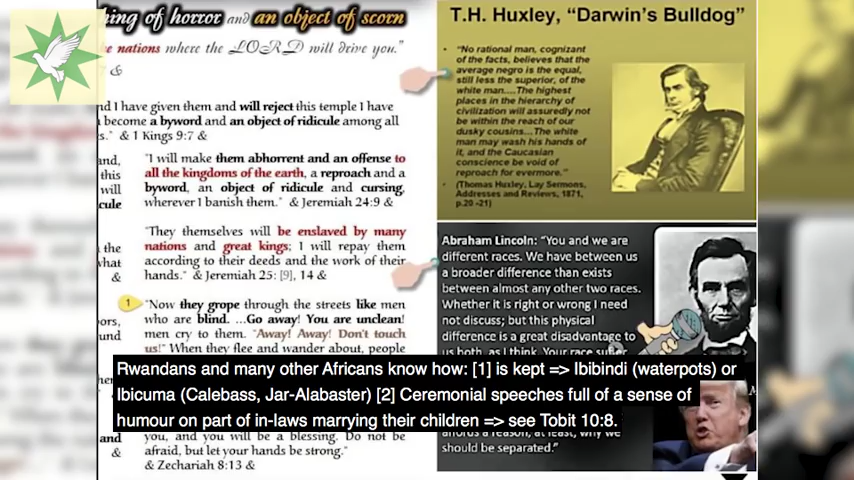 hing of horror and an object of scorn
e nations where the LORD will drive you."
&
nd I have given them and will reject this temple I have
become a byword and an object of ridicule among all
s." & 1 Kings 9:7 &
and,
this
will
cule
"I will make them abhorrent and an offense to
all the kingdoms of the earth, a reproach and a
byword, an object of ridicule and cursing,
wherever I banish them." & Jeremiah 24:9 &
the
what
&
"They themselves will be enslaved by many
nations and great kings; I will repay them
according to their deeds and the work of their
hands." & Jeremiah 25: [9], 14 &
1
ors,
und
"Now they grope through the streets like men
who are blind. ...Go away! You are unclean!
men cry to them. "Away! Away! Don't touch
us!" When they flee and wander about, people
and
&
you, and you will be a blessing. Do not be
afraid, but let your hands be strong."
& Zechariah 8:13 &
T.H. Huxley, "Darwin's Bulldog"
• "No rational man, cognizant
of the facts, believes that the
average negro is the equal,
still less the superior, of the
white man....The highest
places in the hierarchy of
civilization will assuredly not
be within the reach of our
dusky cousins...The white
man may wash his hands of
it, and the Caucasian
conscience be void of
reproach for evermore."
• (Thomas Huxley, Lay Sermons,
Addresses and Reviews, 1871,
p.20 -21)
Abraham Lincoln: "You and we are
different races. We have between us
a broader difference than exists
between almost any other two races.
Whether it is right or wrong I need
not discuss; but this physical
difference is a great disadvantage to
us both, as I think. Your race suffer
affords a reason, at least, why we
should be separated."
Rwandans and many other Africans know how: [1] is kept => Ibibindi (waterpots) or
Ibicuma (Calebass, Jar-Alabaster) [2] Ceremonial speeches full of a sense of
humour on part of in-laws marrying their children => see Tobit 10:8.